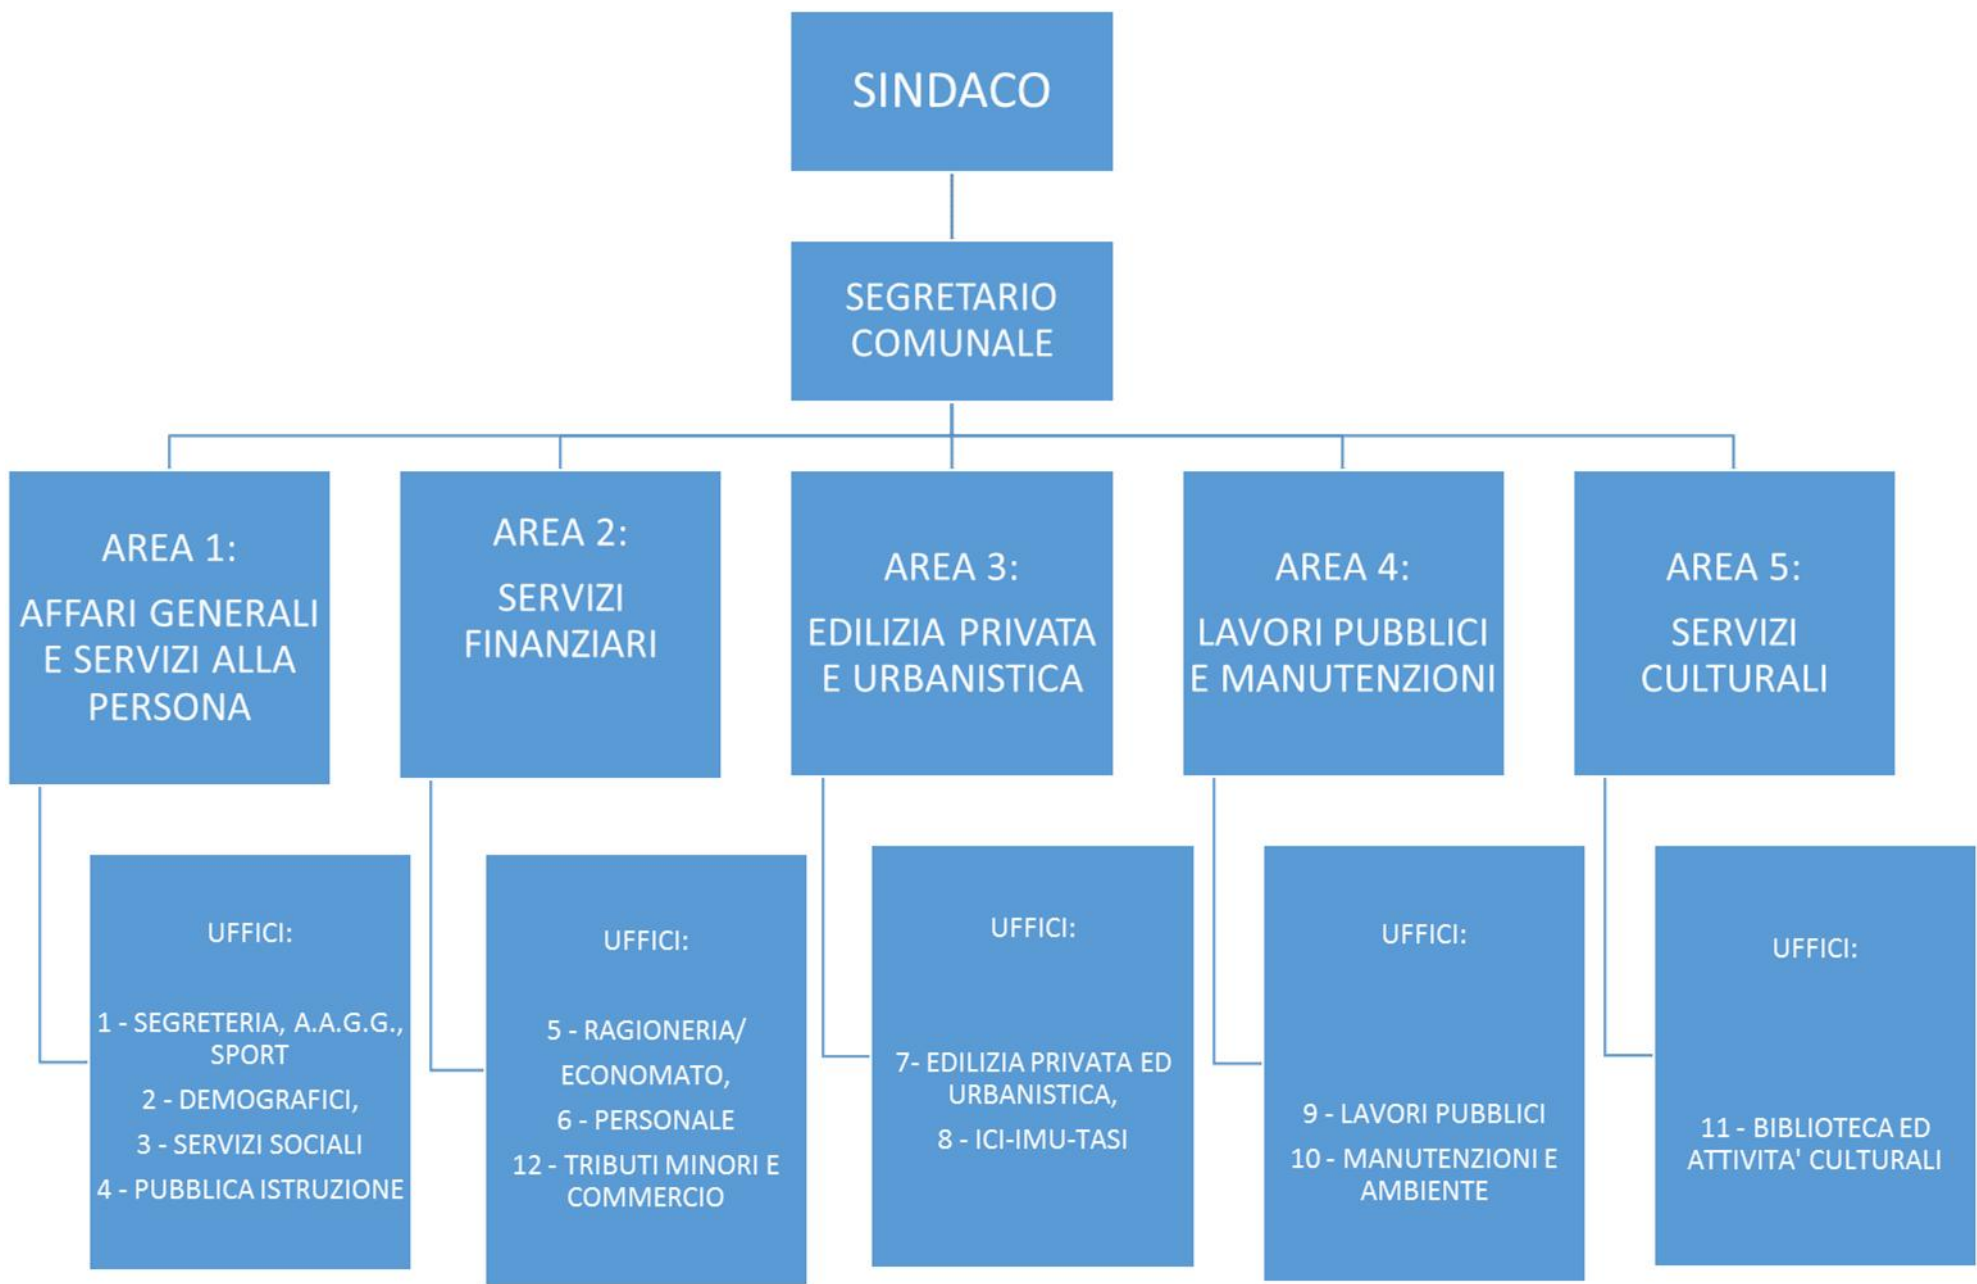 SINDACO
SEGRETARIO
COMUNALE
AREA 1:
AFFARI GENERALI
E SERVIZI ALLA
PERSONA
AREA 2:
SERVIZI
FINANZIARI
AREA 3:
EDILIZIA PRIVATA
E URBANISTICA
AREA 4:
LAVORI PUBBLICI
E MANUTENZIONI
AREA 5:
SERVIZI
CULTURALI
UFFICI:
1 - SEGRETERIA, A.A.G.G.,
SPORT
2 - DEMOGRAFICI,
3 - SERVIZI SOCIALI
4 - PUBBLICA ISTRUZIONE
UFFICI:
5 - RAGIONERIA/
ECONOMATO,
6 - PERSONALE
12 - TRIBUTI MINORI E
COMMERCIO
UFFICI:
7- EDILIZIA PRIVATA ED
URBANISTICA,
8 - ICI-IMU-TASI
UFFICI:
9 - LAVORI PUBBLICI
10 - MANUTENZIONI E
AMBIENTE
UFFICI:
11 - BIBLIOTECA ED
ATTIVITA' CULTURALI